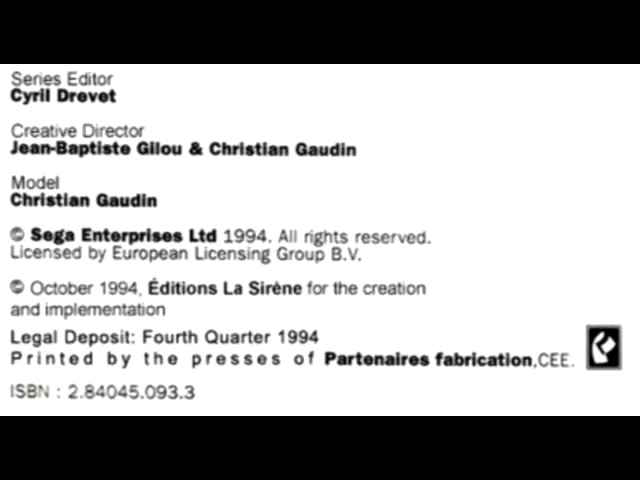 Series Editor
Cyril Drevet
Creative Director
Jean-Baptiste Gilou & Christian Gaudin
Model
Christian Gaudin
© Sega Enterprises Ltd 1994. All rights reserved.
Licensed by European Licensing Group B.V.
© October 1994, Éditions La Sirène for the creation
and implementation
Legal Deposit: Fourth Quarter 1994
Printed by the presses of Partenaires fabrication,CEE.
ISBN : 2.84045.093.3